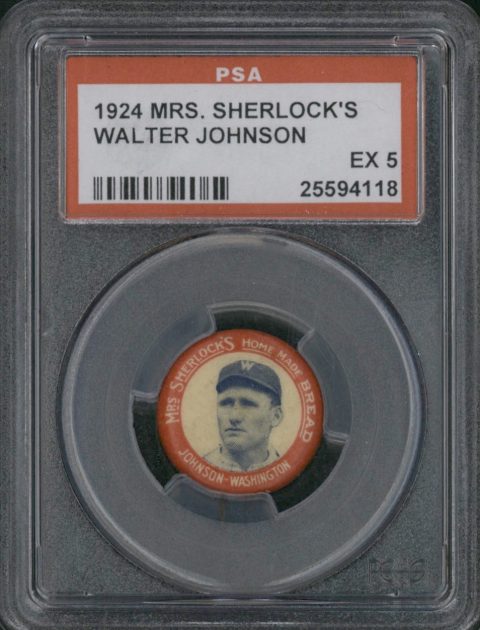 PSA
1924 MRS. SHERLOCK'S
WALTER JOHNSON
EX 5
25594118
MRS SHERLOCK'S HOME MADE BREAD
W
JOHNSON-WASHINGTON